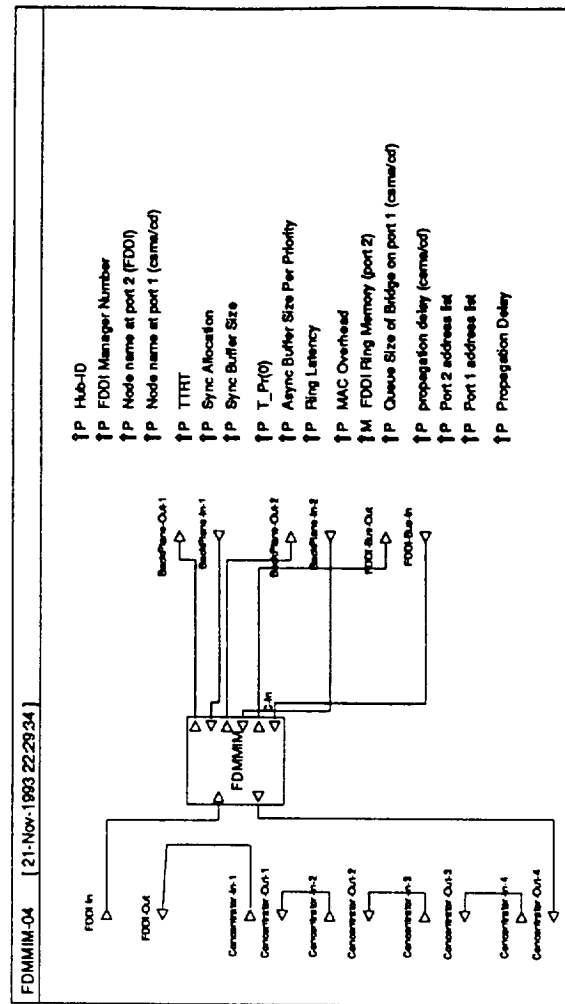 FDMMIM-04 [ 21-Nov-1993 22:29:34 ]
FDDI-In
FDDI-Out
Concentrator-In-1
Concentrator-Out-1
Concentrator-In-2
Concentrator-Out-2
Concentrator-In-3
Concentrator-Out-3
Concentrator-In-4
Concentrator-Out-4
FDMMIM
C-In
BackPlane-Out-1
BackPlane-In-1
BackPlane-Out-2
BackPlane-In-2
FDDI-Bus-Out
FDDI-Bus-In
↑P Hub-ID
↑P FDDI Manager Number
↑P Node name at port 2 (FDDI)
↑P Node name at port 1 (csma/cd)
↑P TTRT
↑P Sync Allocation
↑P Sync Buffer Size
↑P T_Pr(0)
↑P Async Buffer Size Per Priority
↑P Ring Latency
↑P MAC Overhead
↑M FDDI Ring Memory (port 2)
↑P Queue Size of Bridge on port 1 (csma/cd)
↑P propagation delay (csma/cd)
↑P Port 2 address list
↑P Port 1 address list
↑P Propagation Delay